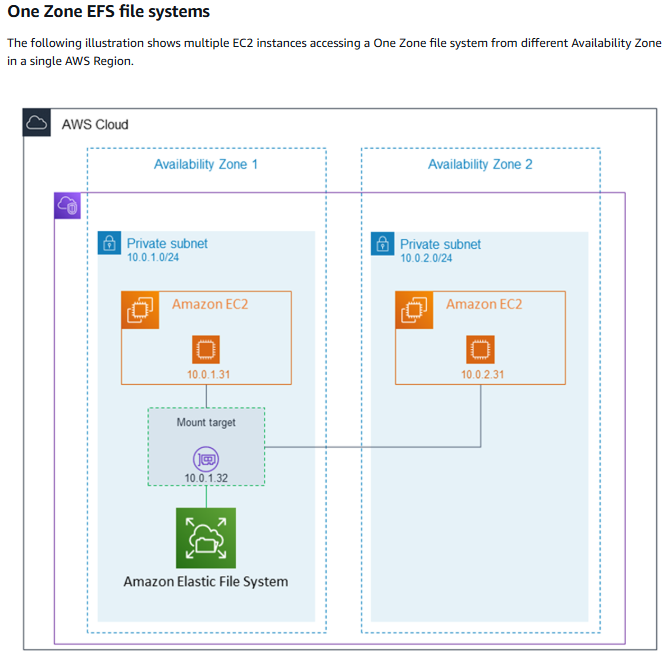 One Zone EFS file systems
The following illustration shows multiple EC2 instances accessing a One Zone file system from different Availability Zone
in a single AWS Region.
AWS Cloud
Availability Zone 1
Availability Zone 2
Private subnet
10.0.1.0/24
Private subnet
10.0.2.0/24
Amazon EC2
10.0.1.31
Amazon EC2
10.0.2.31
Mount target
10.0.1.32
Amazon Elastic File System